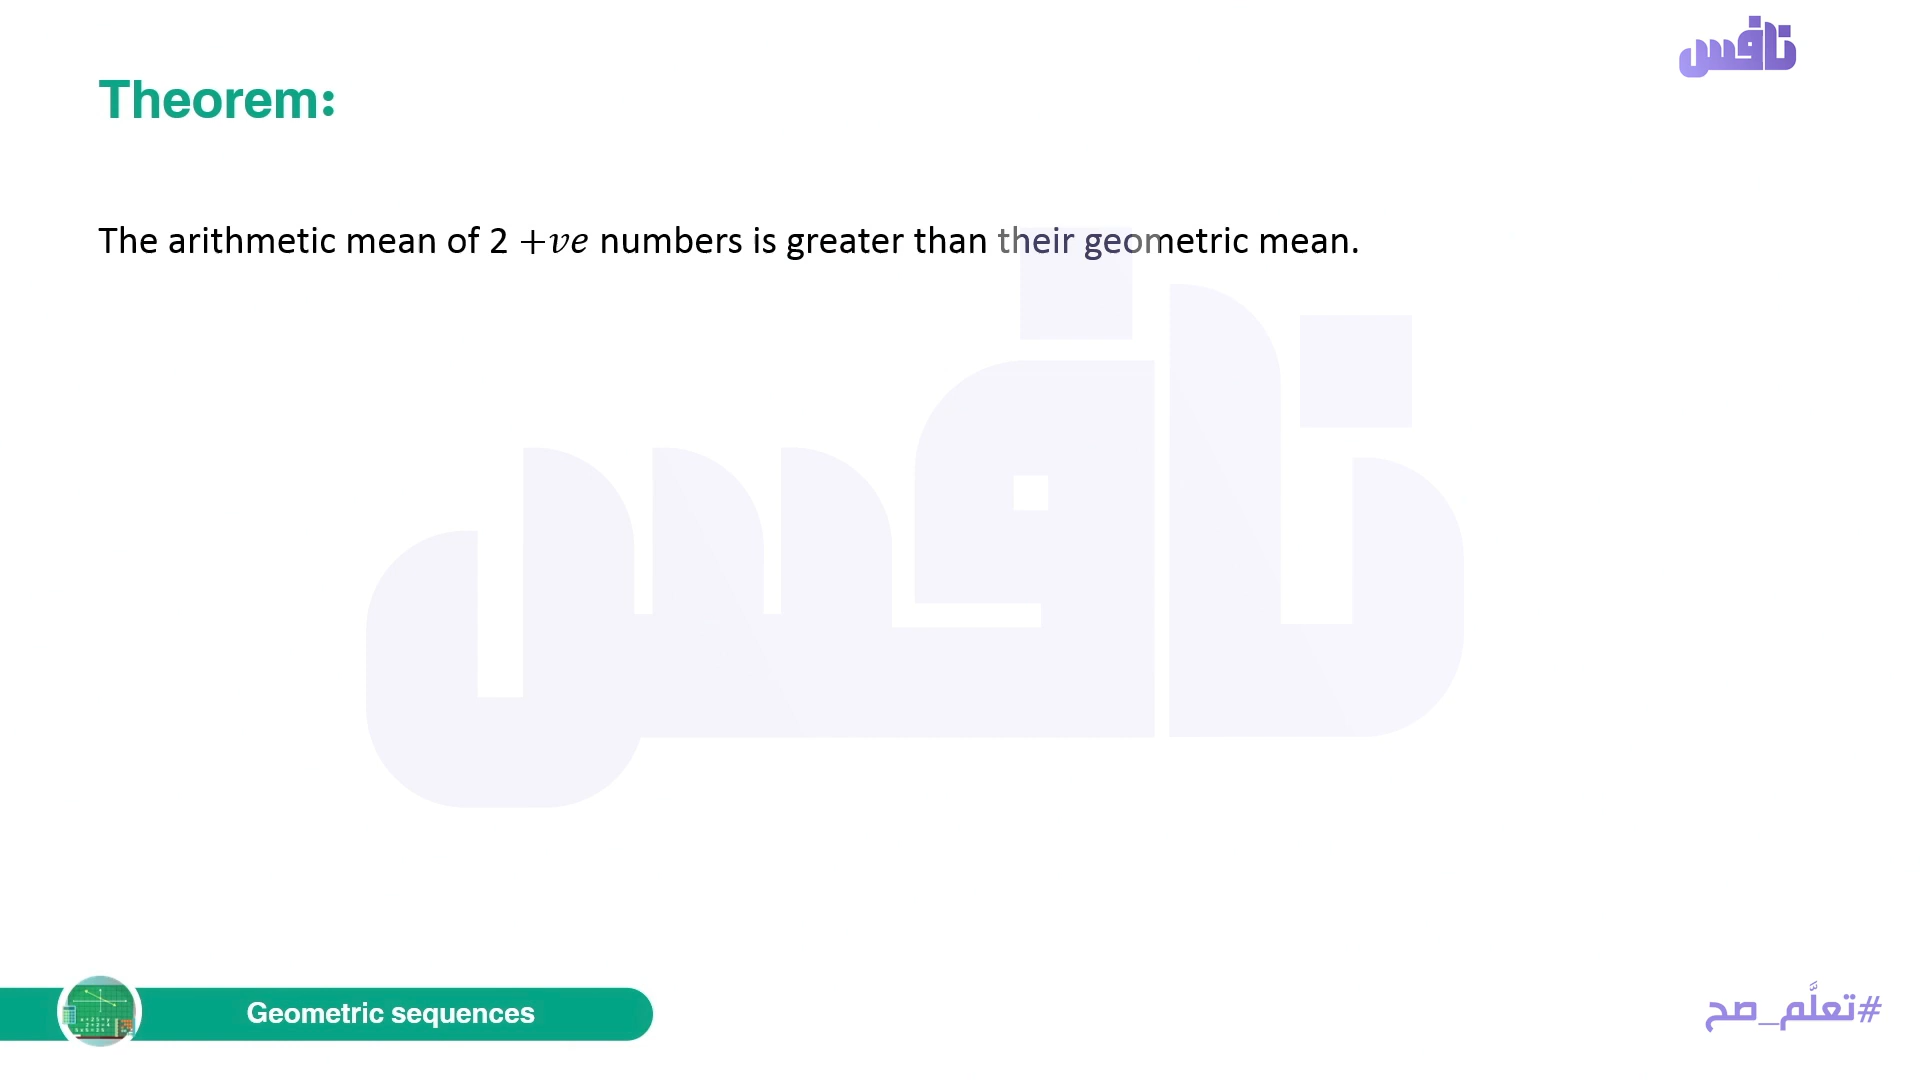 نافس
Theorem:
The arithmetic mean of 2 +ve numbers is greater than their geometric mean.
نافس
Geometric sequences
#تعلَّم_صح